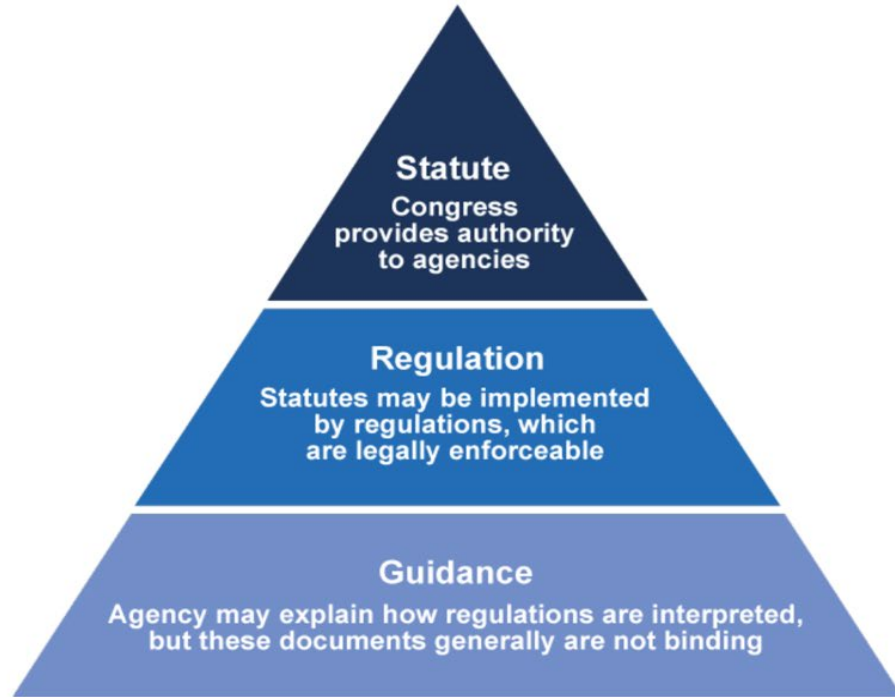 Statute
Congress
provides authority
to agencies
Regulation
Statutes may be implemented
by regulations, which
are legally enforceable
Guidance
Agency may explain how regulations are interpreted,
but these documents generally are not binding